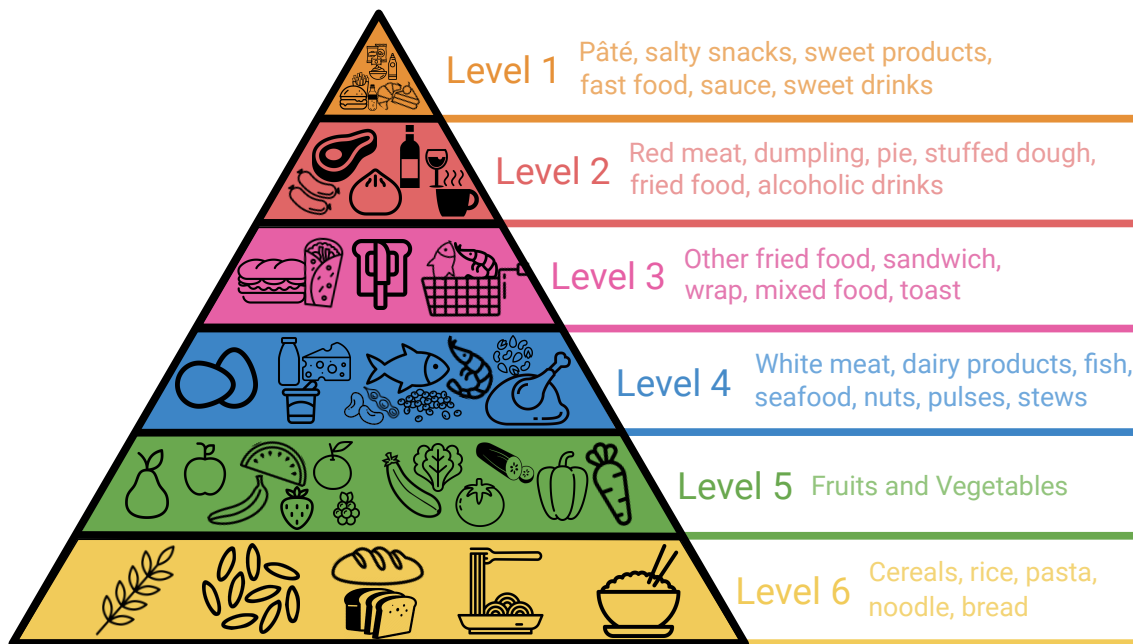 Level 1
Pâté, salty snacks, sweet products,
fast food, sauce, sweet drinks
Level 2
Red meat, dumpling, pie, stuffed dough,
fried food, alcoholic drinks
Level 3
Other fried food, sandwich,
wrap, mixed food, toast
Level 4
White meat, dairy products, fish,
seafood, nuts, pulses, stews
Level 5
Fruits and Vegetables
Level 6
Cereals, rice, pasta,
noodle, bread